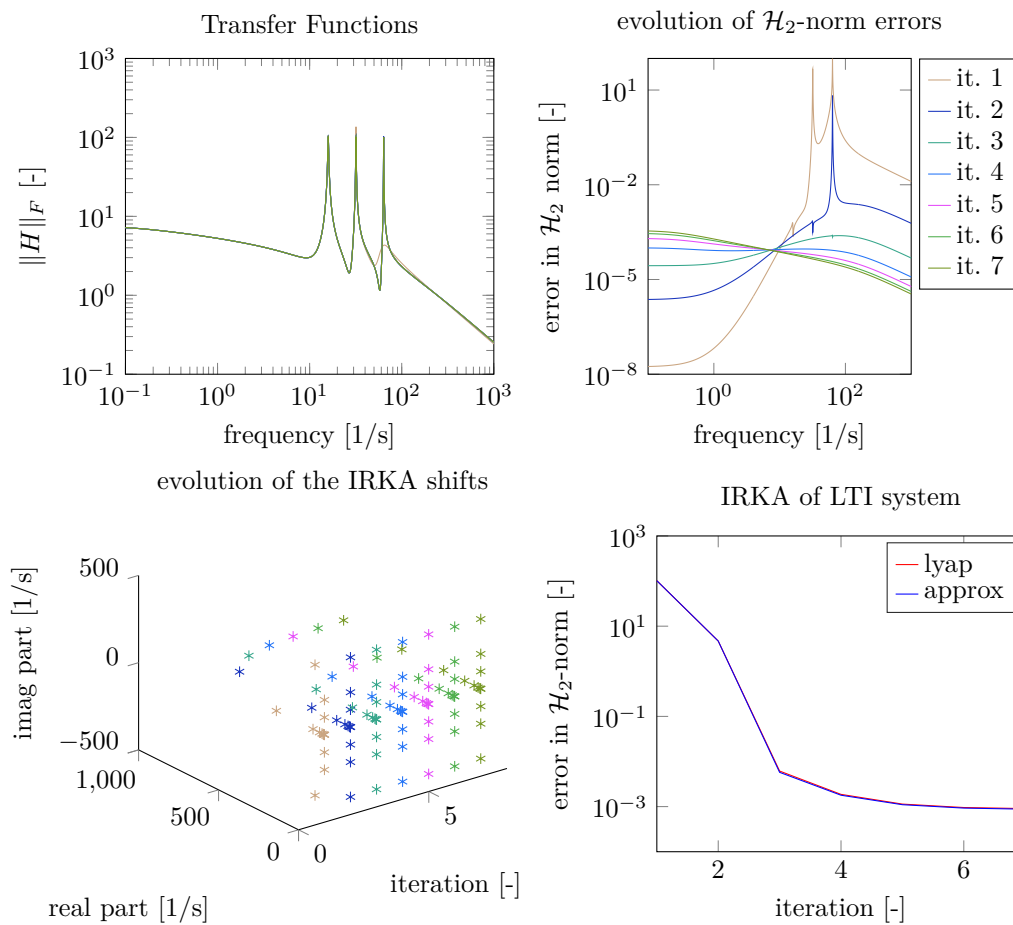 Transfer Functions
10^3
10^2
10^1
10^0
10^−1
‖H‖_F [-]
10^−1
10^0
10^1
10^2
10^3
frequency [1/s]
evolution of 𝓗₂-norm errors
10^1
10^−2
10^−5
10^−8
error in 𝓗₂ norm [-]
10^0
10^2
frequency [1/s]
it. 1
it. 2
it. 3
it. 4
it. 5
it. 6
it. 7
evolution of the IRKA shifts
500
0
−500
imag part [1/s]
1,000
500
0
real part [1/s]
0
5
iteration [-]
IRKA of LTI system
10^3
10^1
10^−1
10^−3
error in 𝓗₂-norm [-]
2
4
6
iteration [-]
lyap
approx